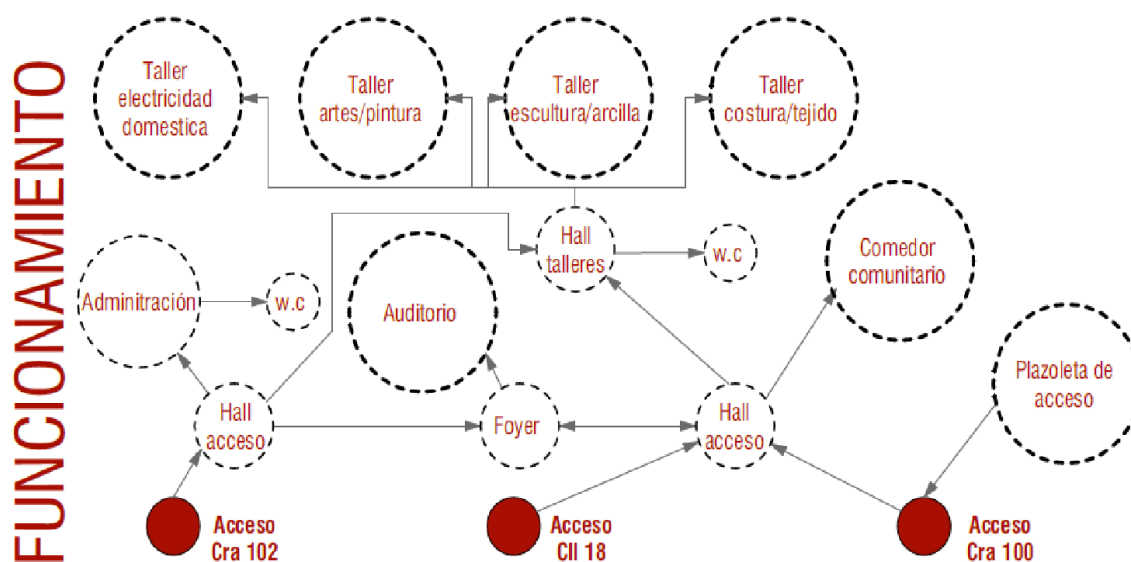 FUNCIONAMIENTO
Taller
electricidad
domestica
Taller
artes/pintura
Taller
escultura/arcilla
Taller
costura/tejido
Hall
talleres
w.c
Comedor
comunitario
Adminitración
w.c
Auditorio
Plazoleta de
acceso
Hall
acceso
Foyer
Hall
acceso
Acceso
Cra 102
Acceso
Cll 18
Acceso
Cra 100